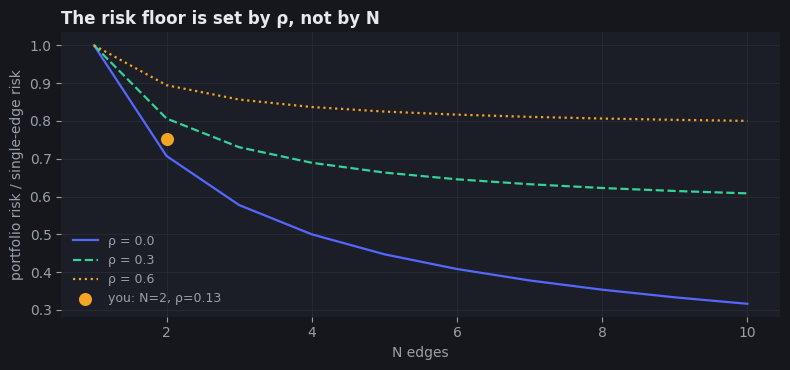 The risk floor is set by ρ, not by N
portfolio risk / single-edge risk
1.0
0.9
0.8
0.7
0.6
0.5
0.4
0.3
ρ = 0.0
ρ = 0.3
ρ = 0.6
you: N=2, ρ=0.13
2
4
6
8
10
N edges